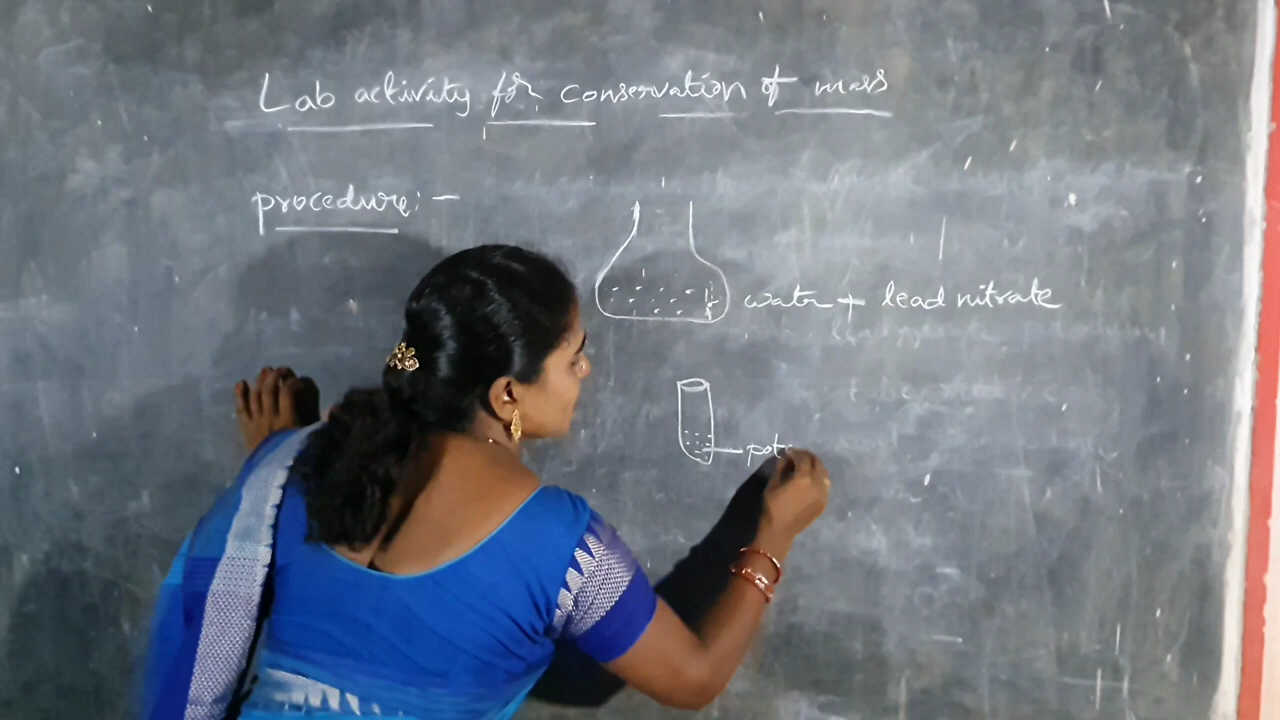 Lab activity for conservation of mass
procedure: -
water + lead nitrate
pot